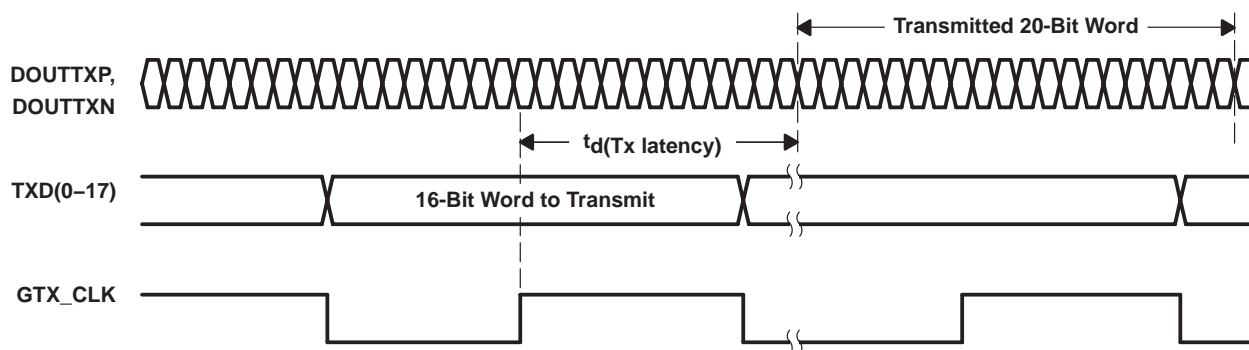 Transmitted 20-Bit Word
DOUTTXP,
DOUTTXN
td(Tx latency)
TXD(0–17)
16-Bit Word to Transmit
GTX_CLK